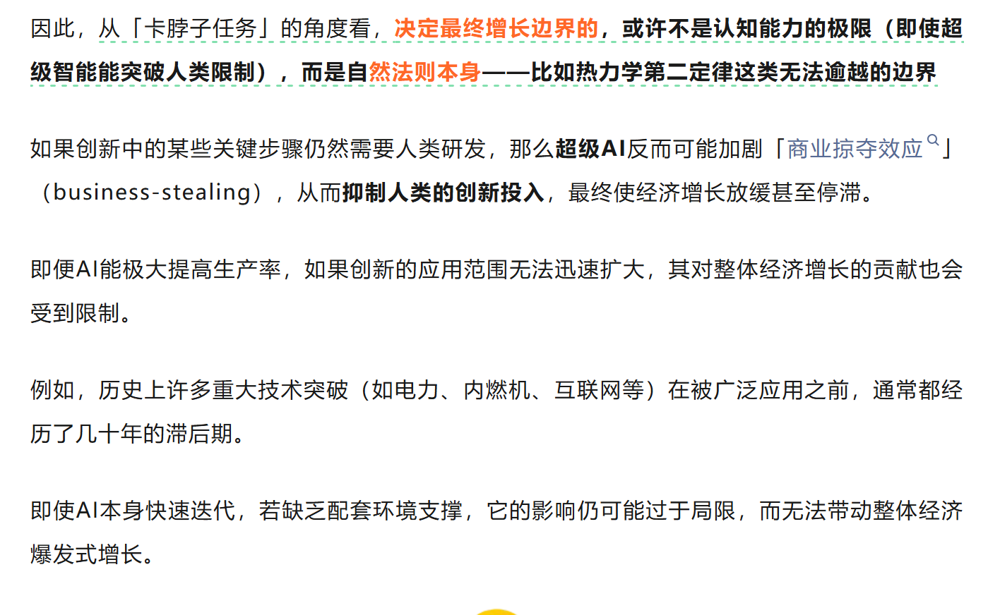 因此，从「卡脖子任务」的角度看，决定最终增长边界的，或许不是认知能力的极限（即使超
级智能能突破人类限制），而是自然法则本身——比如热力学第二定律这类无法逾越的边界
如果创新中的某些关键步骤仍然需要人类研发，那么超级AI反而可能加剧「商业掠夺效应」
（business-stealing），从而抑制人类的创新投入，最终使经济增长放缓甚至停滞。
即便AI能极大提高生产率，如果创新的应用范围无法迅速扩大，其对整体经济增长的贡献也会
受到限制。
例如，历史上许多重大技术突破（如电力、内燃机、互联网等）在被广泛应用之前，通常都经
历了几十年的滞后期。
即使AI本身快速迭代，若缺乏配套环境支撑，它的影响仍可能过于局限，而无法带动整体经济
爆发式增长。